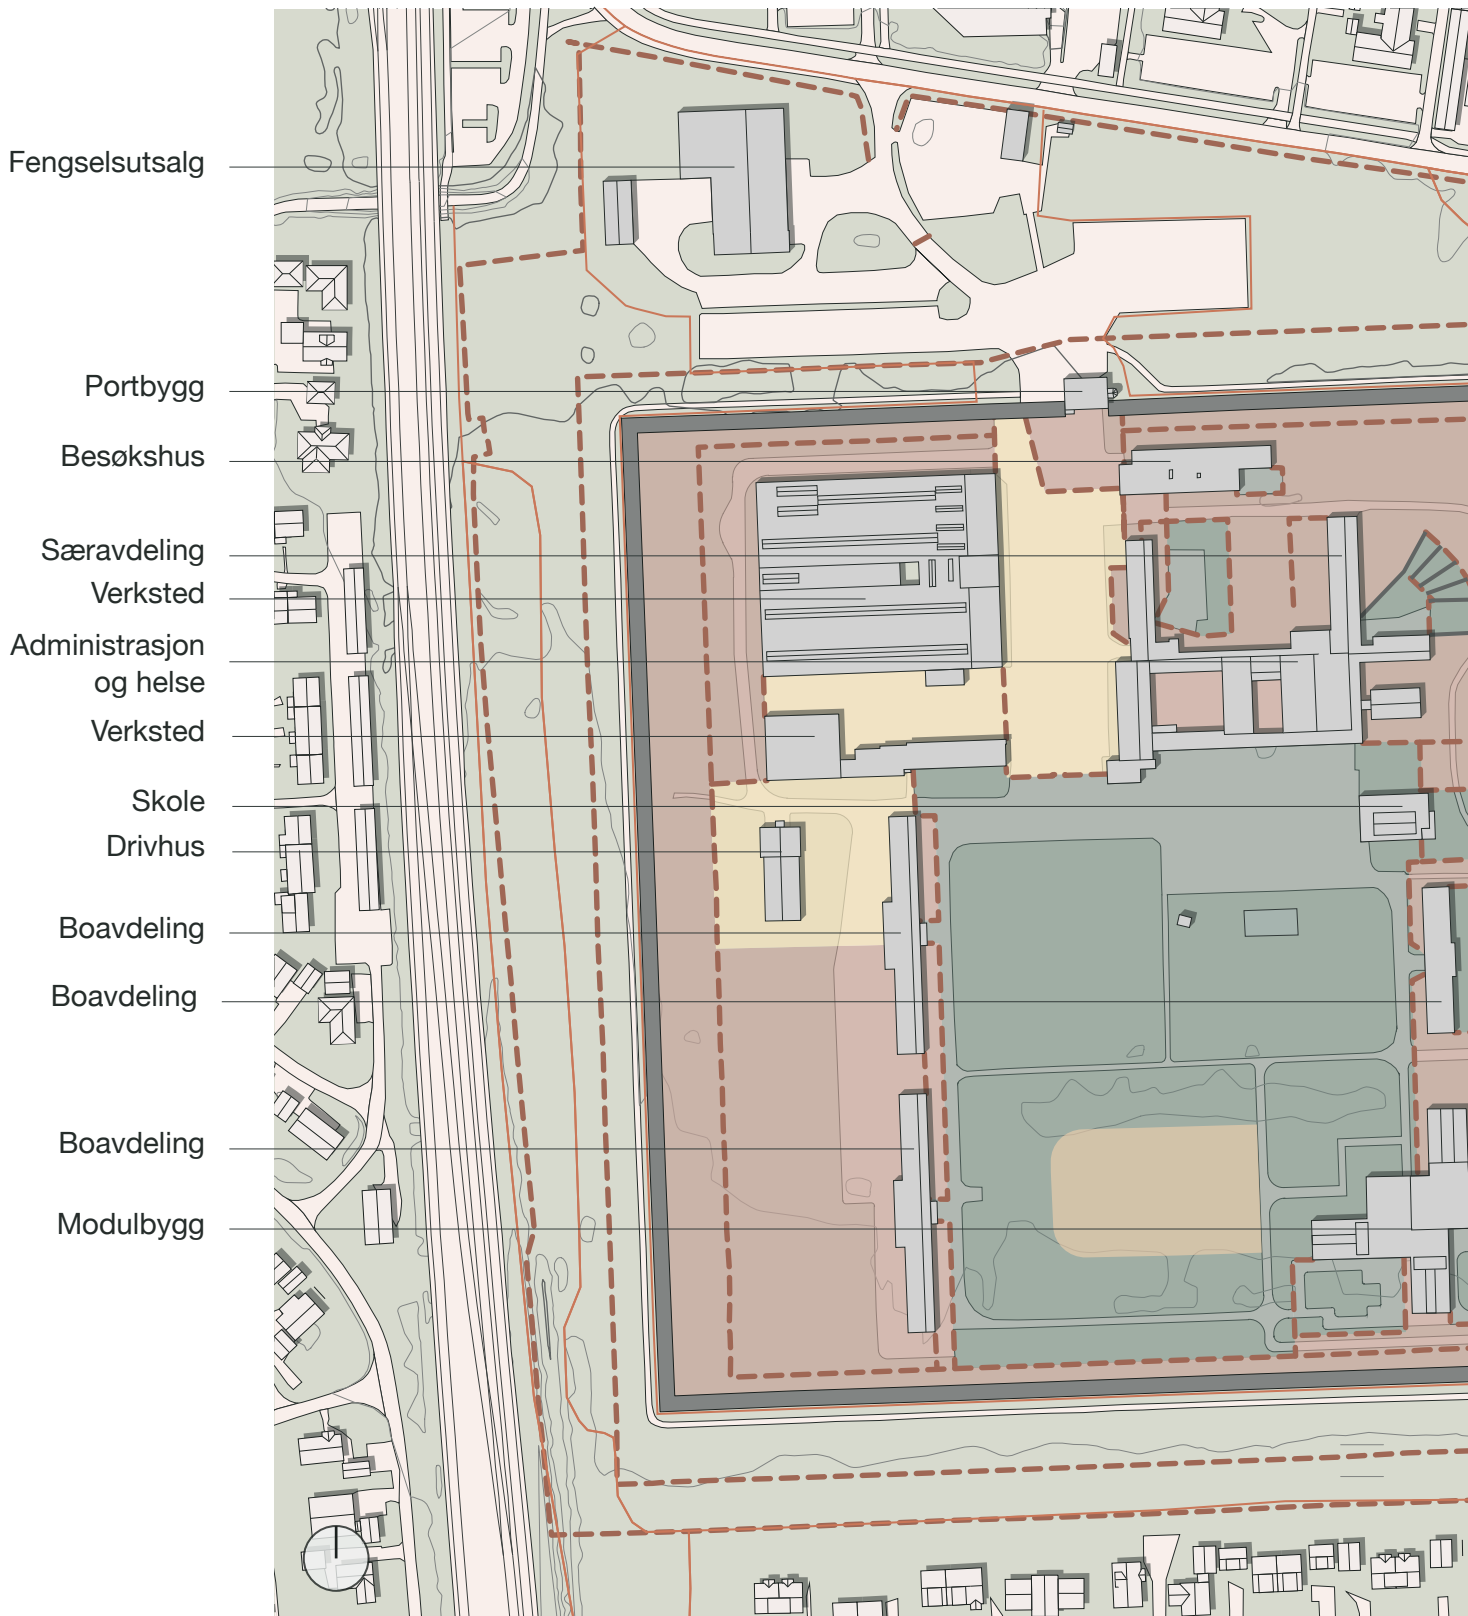 Fengselsutsalg
Portbygg
Besøkshus
Særavdeling
Verksted
Administrasjon
og helse
Verksted
Skole
Drivhus
Boavdeling
Boavdeling
Boavdeling
Modulbygg